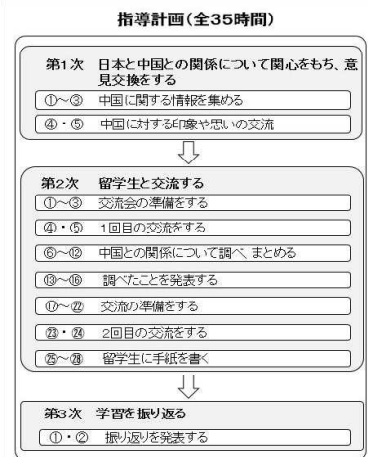 指導計画(全35時間)
第1次 日本と中国との関係について関心をもち、意
見交換をする
①～③ 中国に関する情報を集める
④・⑤ 中国に対する印象や思いの交流
第2次 留学生と交流する
①～③ 交流会の準備をする
④・⑤ 1回目の交流をする
⑥～⑫ 中国との関係について調べ、まとめる
⑬～⑯ 調べたことを発表する
⑰～㉒ 交流の準備をする
㉓・㉔ 2回目の交流をする
㉕～㉘ 留学生に手紙を書く
第3次 学習を振り返る
①・② 振り返りを発表する